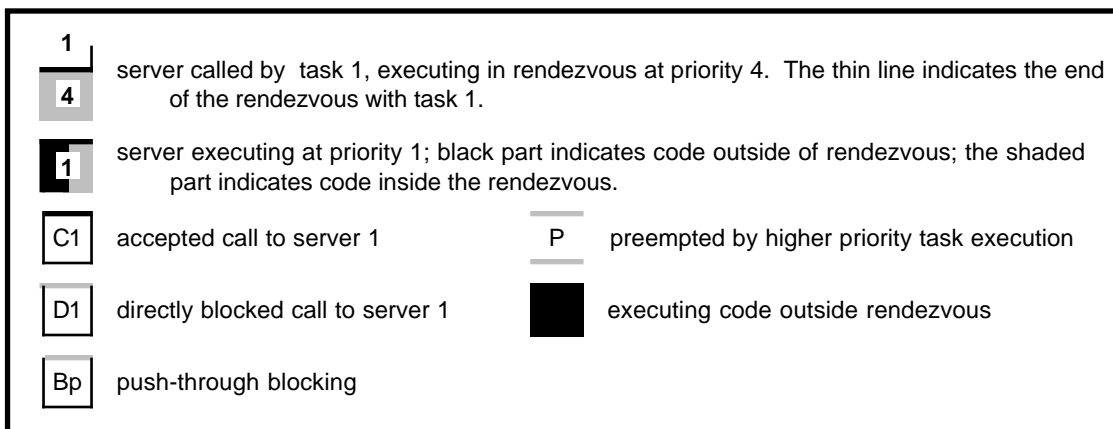 1
server called by task 1, executing in rendezvous at priority 4. The thin line indicates the end
4
of the rendezvous with task 1.
server executing at priority 1; black part indicates code outside of rendezvous; the shaded
1
part indicates code inside the rendezvous.
C1 accepted call to server 1
P preempted by higher priority task execution
D1 directly blocked call to server 1
executing code outside rendezvous
Bp push-through blocking